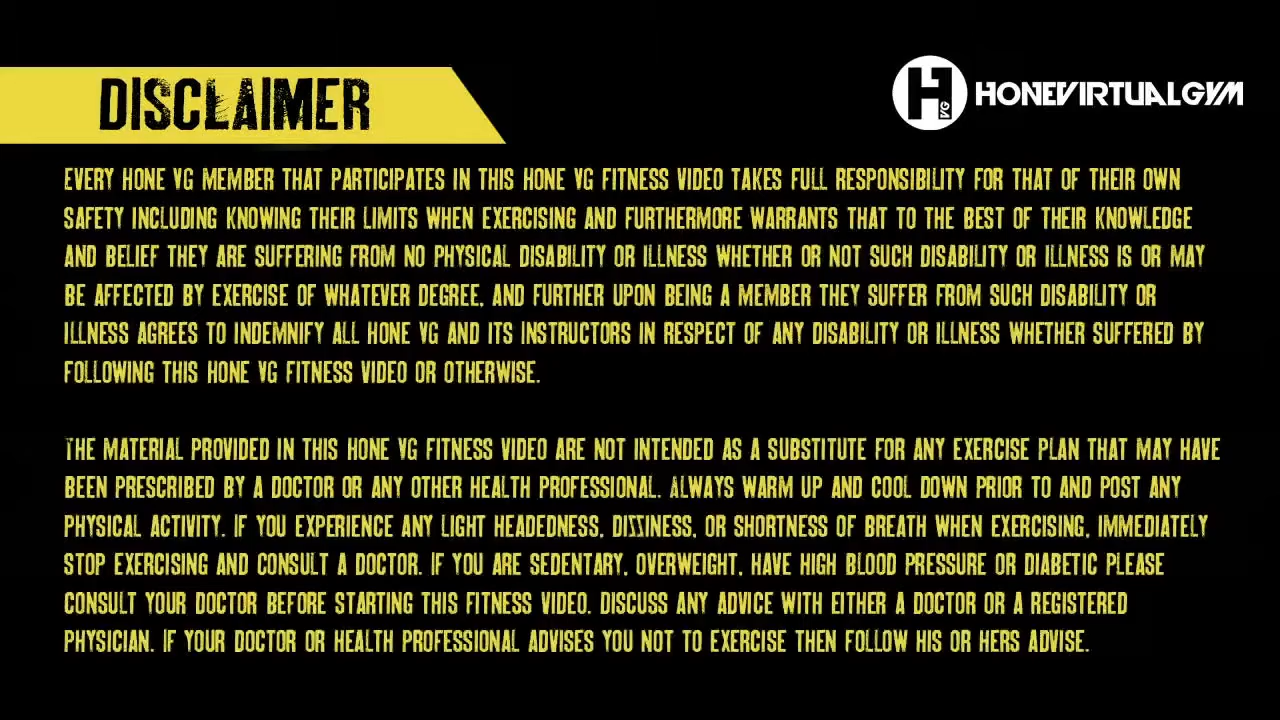 DISCLAIMER
H VG HONEVIRTUALGYM
EVERY HONE VG MEMBER THAT PARTICIPATES IN THIS HONE VG FITNESS VIDEO TAKES FULL RESPONSIBILITY FOR THAT OF THEIR OWN
SAFETY INCLUDING KNOWING THEIR LIMITS WHEN EXERCISING AND FURTHERMORE WARRANTS THAT TO THE BEST OF THEIR KNOWLEDGE
AND BELIEF THEY ARE SUFFERING FROM NO PHYSICAL DISABILITY OR ILLNESS WHETHER OR NOT SUCH DISABILITY OR ILLNESS IS OR MAY
BE AFFECTED BY EXERCISE OF WHATEVER DEGREE, AND FURTHER UPON BEING A MEMBER THEY SUFFER FROM SUCH DISABILITY OR
ILLNESS AGREES TO INDEMNIFY ALL HONE VG AND ITS INSTRUCTORS IN RESPECT OF ANY DISABILITY OR ILLNESS WHETHER SUFFERED BY
FOLLOWING THIS HONE VG FITNESS VIDEO OR OTHERWISE.
THE MATERIAL PROVIDED IN THIS HONE VG FITNESS VIDEO ARE NOT INTENDED AS A SUBSTITUTE FOR ANY EXERCISE PLAN THAT MAY HAVE
BEEN PRESCRIBED BY A DOCTOR OR ANY OTHER HEALTH PROFESSIONAL. ALWAYS WARM UP AND COOL DOWN PRIOR TO AND POST ANY
PHYSICAL ACTIVITY. IF YOU EXPERIENCE ANY LIGHT HEADEDNESS, DIZZINESS, OR SHORTNESS OF BREATH WHEN EXERCISING, IMMEDIATELY
STOP EXERCISING AND CONSULT A DOCTOR. IF YOU ARE SEDENTARY, OVERWEIGHT, HAVE HIGH BLOOD PRESSURE OR DIABETIC PLEASE
CONSULT YOUR DOCTOR BEFORE STARTING THIS FITNESS VIDEO. DISCUSS ANY ADVICE WITH EITHER A DOCTOR OR A REGISTERED
PHYSICIAN. IF YOUR DOCTOR OR HEALTH PROFESSIONAL ADVISES YOU NOT TO EXERCISE THEN FOLLOW HIS OR HERS ADVISE.